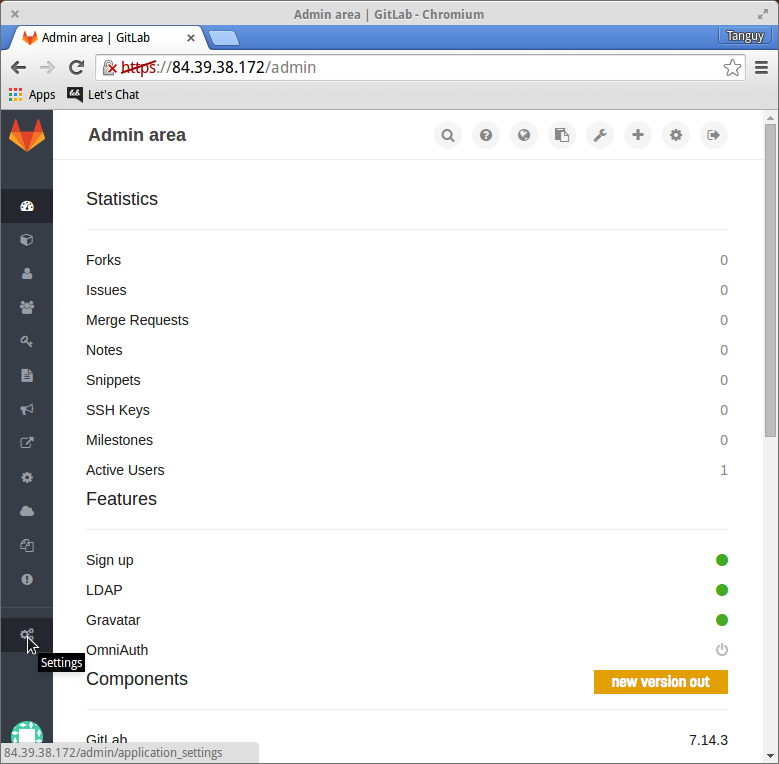 Admin area | GitLab - Chromium
Admin area | GitLab
Tanguy
https://84.39.38.172/admin
Apps
Let's Chat
Admin area
Statistics
Forks 0
Issues 0
Merge Requests 0
Notes 0
Snippets 0
SSH Keys 0
Milestones 0
Active Users 1
Features
Sign up
LDAP
Gravatar
OmniAuth
Settings
Components new version out
GitLab 7.14.3
84.39.38.172/admin/application_settings